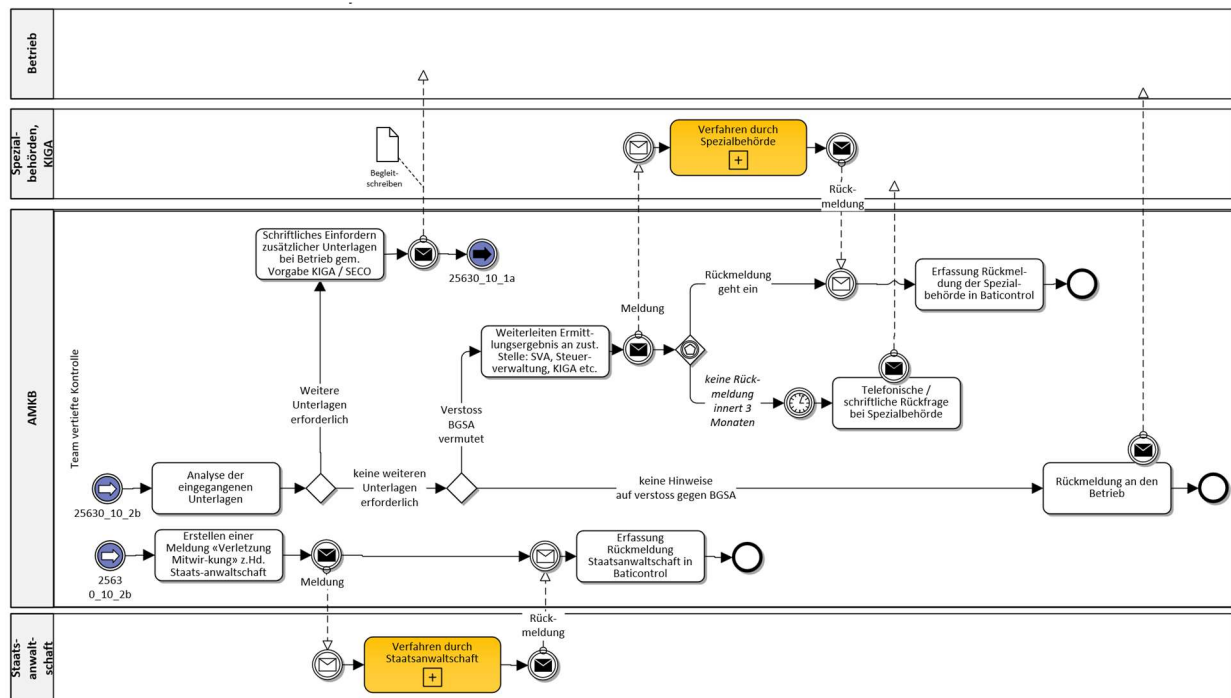 Betrieb
Spezial-
behörden,
KIGA
Begleit-
schreiben
Verfahren durch
Spezialbehörde
Rück-
meldung
AMKB
Team vertiefte Kontrolle
Schriftliches Einfordern
zusätzlicher Unterlagen
bei Betrieb gem.
Vorgabe KIGA / SECO
25630_10_1a
Meldung
Rückmeldung
geht ein
Erfassung Rückmel-
dung der Spezial-
behörde in Baticontrol
Weiterleiten Ermitt-
lungsergebnis an zust.
Stelle: SVA, Steuer-
verwaltung, KIGA etc.
keine Rück-
meldung
innert 3
Monaten
Telefonische /
schriftliche Rückfrage
bei Spezialbehörde
Weitere
Unterlagen
erforderlich
Verstoss
BGSA
vermutet
25630_10_2b
Analyse der
eingegangenen
Unterlagen
keine weiteren
Unterlagen
erforderlich
keine Hinweise
auf verstoss gegen BGSA
Rückmeldung an den
Betrieb
2563
0_10_2b
Erstellen einer
Meldung «Verletzung
Mitwir-kung» z.Hd.
Staats-anwaltschaft
Meldung
Erfassung
Rückmeldung
Staatsanwaltschaft in
Baticontrol
Rück-
meldung
Staats-
anwalt-
schaft
Verfahren durch
Staatsanwaltschaft